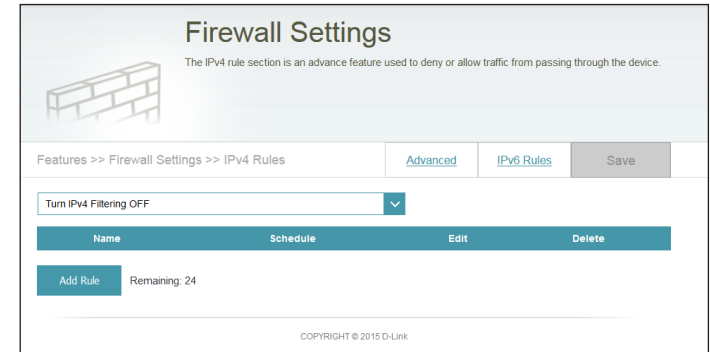 Firewall Settings
The IPv4 rule section is an advance feature used to deny or allow traffic from passing through the device.
Features >> Firewall Settings >> IPv4 Rules Advanced IPv6 Rules Save
Turn IPv4 Filtering OFF
Name Schedule Edit Delete
Add Rule Remaining: 24
COPYRIGHT © 2015 D-Link